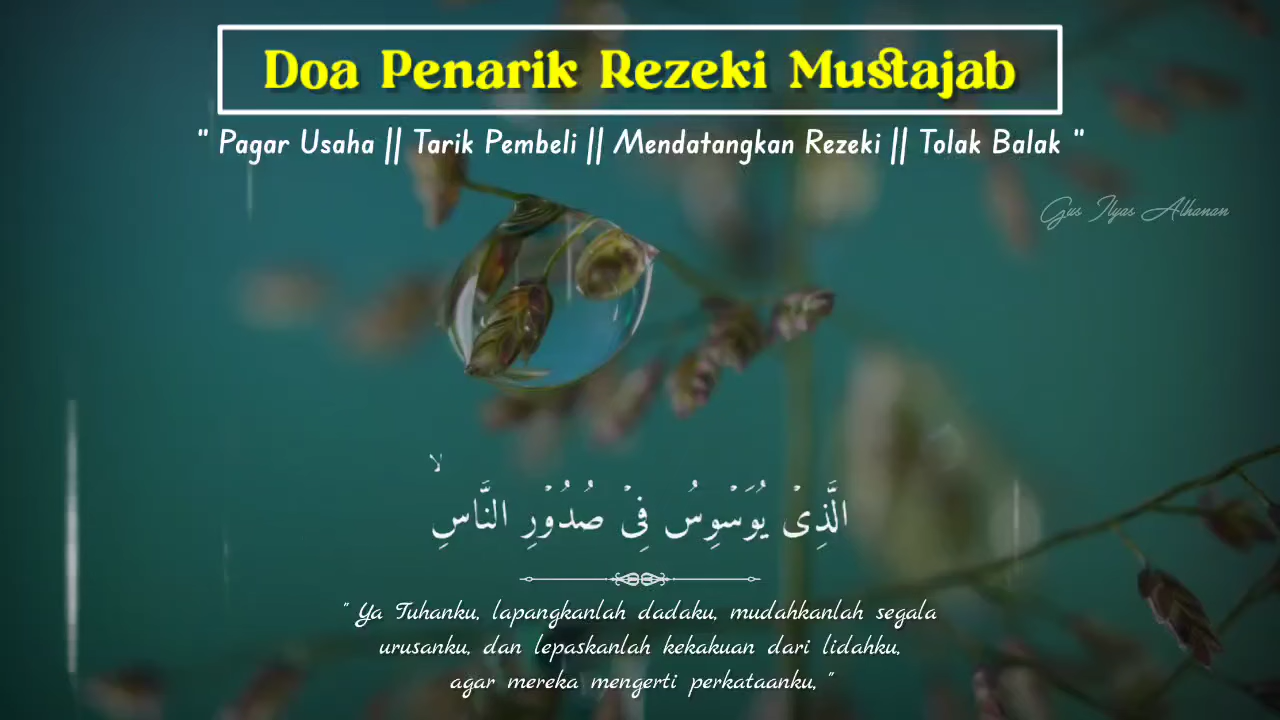 Doa Penarik Rezeki Mustajab
" Pagar Usaha || Tarik Pembeli || Mendatangkan Rezeki || Tolak Balak "
Gus Ilyas Alhanan
الَّذِيْ يُوَسْوِسُ فِيْ صُدُوْرِ النَّاسِۙ
" Ya Tuhanku, lapangkanlah dadaku, mudahkanlah segala
urusanku, dan lepaskanlah kekakuan dari lidahku,
agar mereka mengerti perkataanku, "